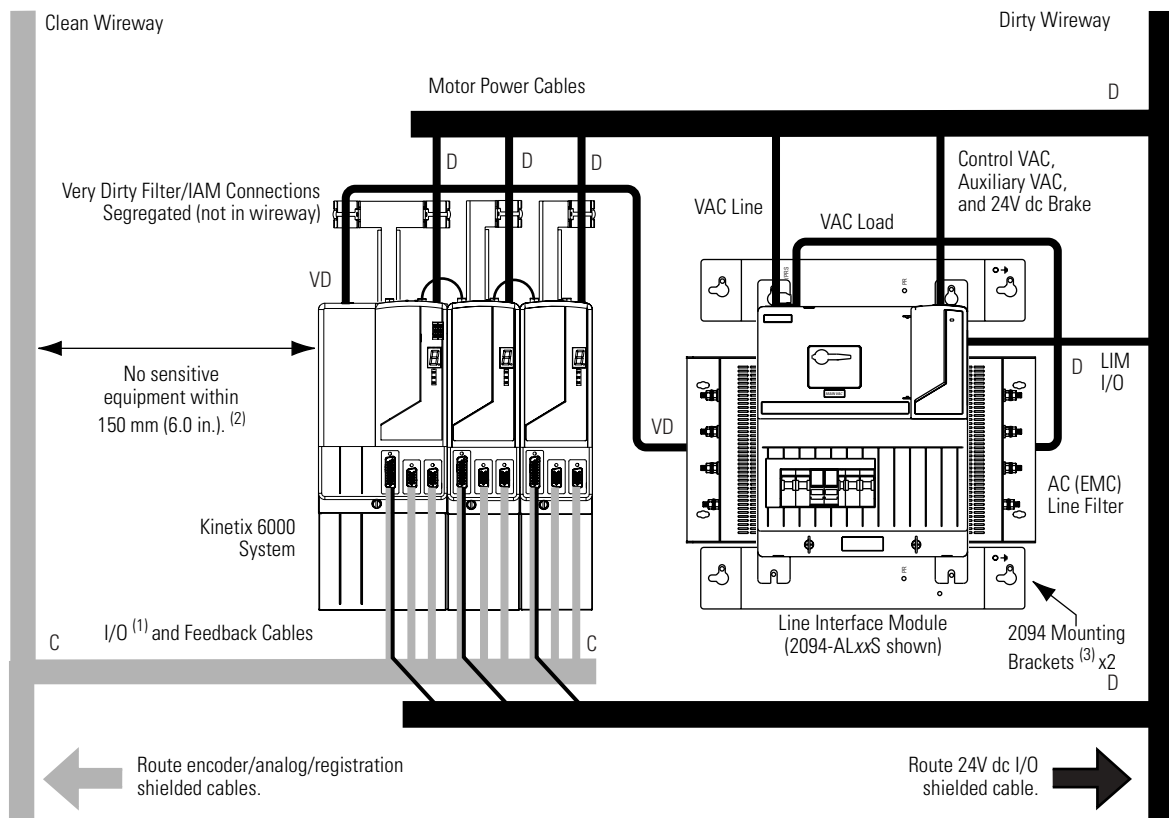 Clean Wireway
Dirty Wireway
Motor Power Cables
D
D
D
D
Very Dirty Filter/IAM Connections
Segregated (not in wireway)
VD
VAC Line
VAC Load
Control VAC,
Auxiliary VAC,
and 24V dc Brake
PR
No sensitive
equipment within
150 mm (6.0 in.). (2)
D
LIM
I/O
VD
AC (EMC)
Line Filter
Kinetix 6000
System
PR
I/O (1) and Feedback Cables
C
C
Line Interface Module
(2094-ALxxS shown)
2094 Mounting
Brackets (3) x2
D
Route encoder/analog/registration
shielded cables.
Route 24V dc I/O
shielded cable.